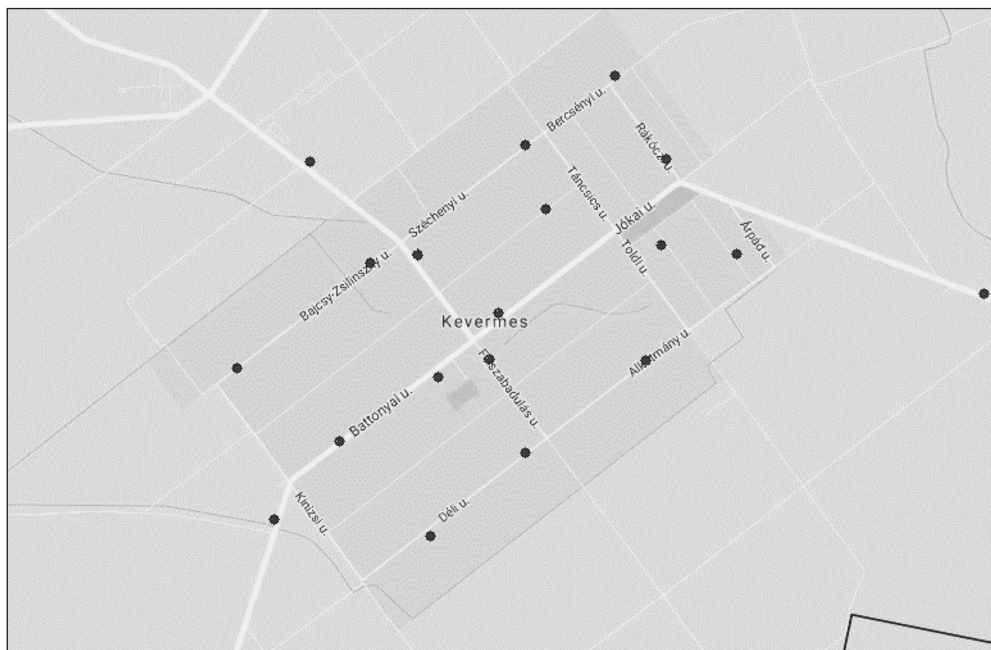 Bercsényi u.
Rákóczi u.
Táncsics u.
Széchenyi u.
Jókai u.
Árpád u.
Toldi u.
Bajcsy-Zsilinszky u.
Kevermes
Alkotmány u.
Felszabadulás u.
Battonyai u.
Kinizsi u.
Déli u.